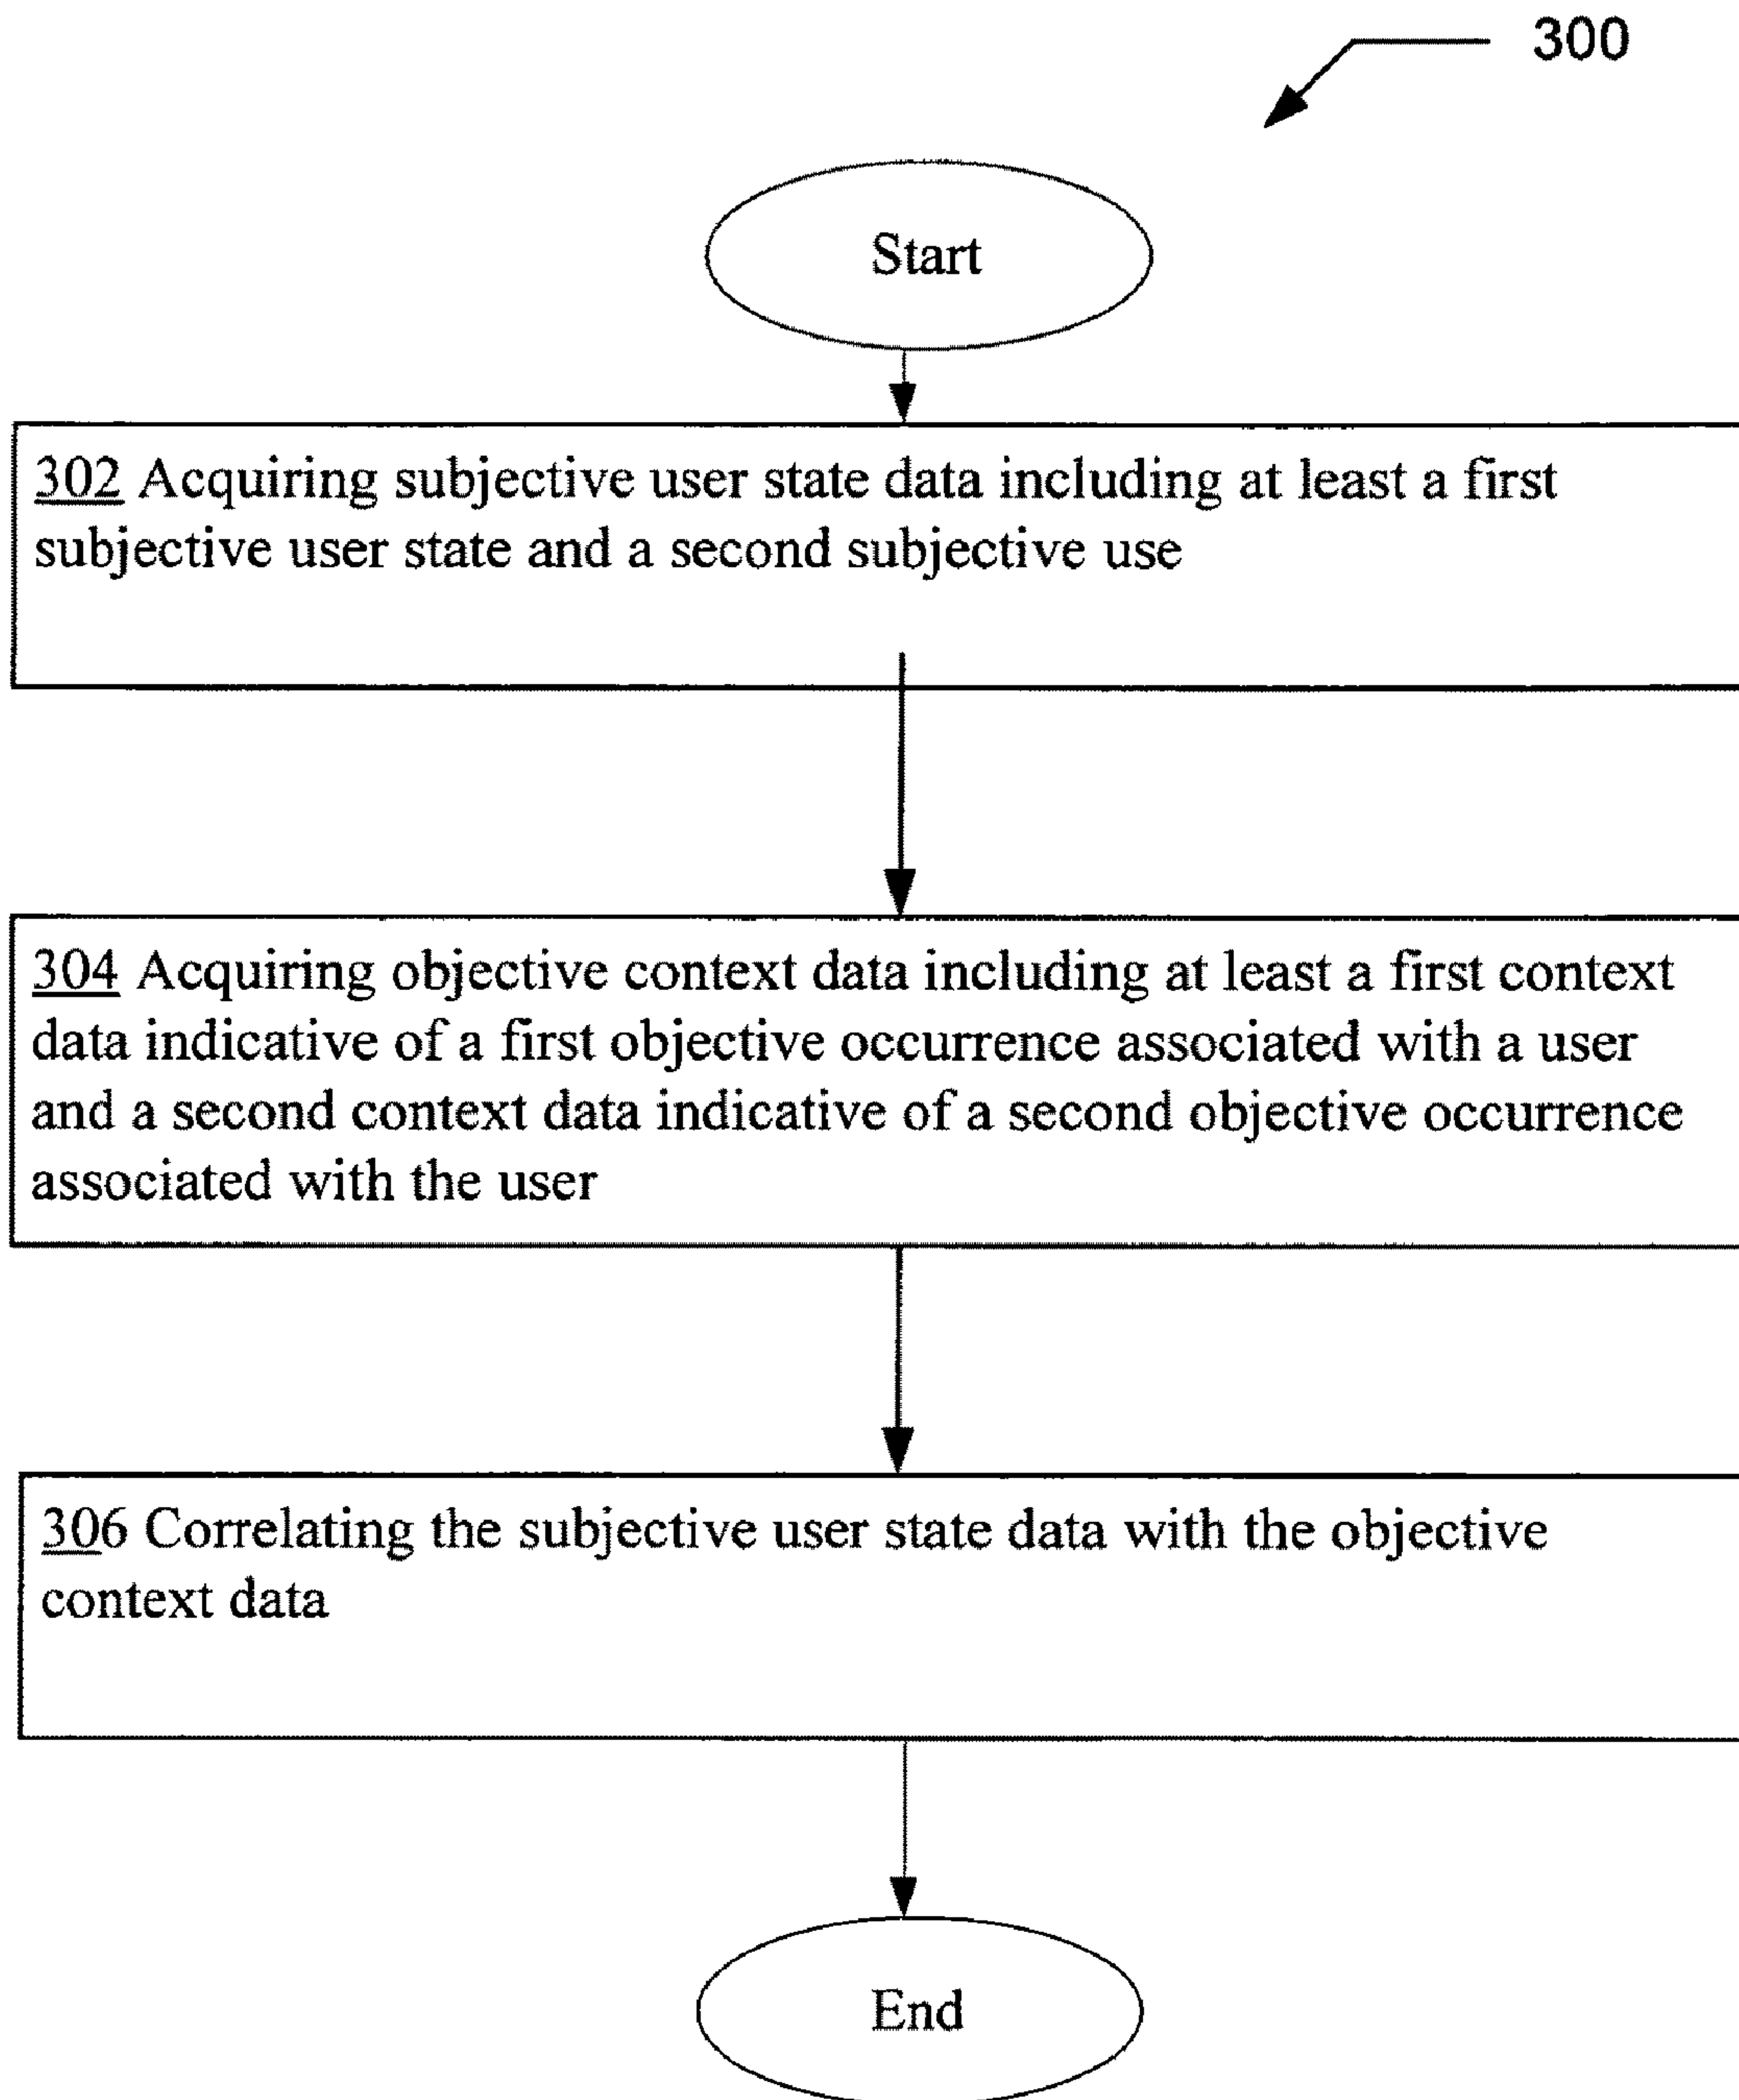 300
Start
302 Acquiring subjective user state data including at least a first
subjective user state and a second subjective use
304 Acquiring objective context data including at least a first context
data indicative of a first objective occurrence associated with a user
and a second context data indicative of a second objective occurrence
associated with the user
306 Correlating the subjective user state data with the objective
context data
End